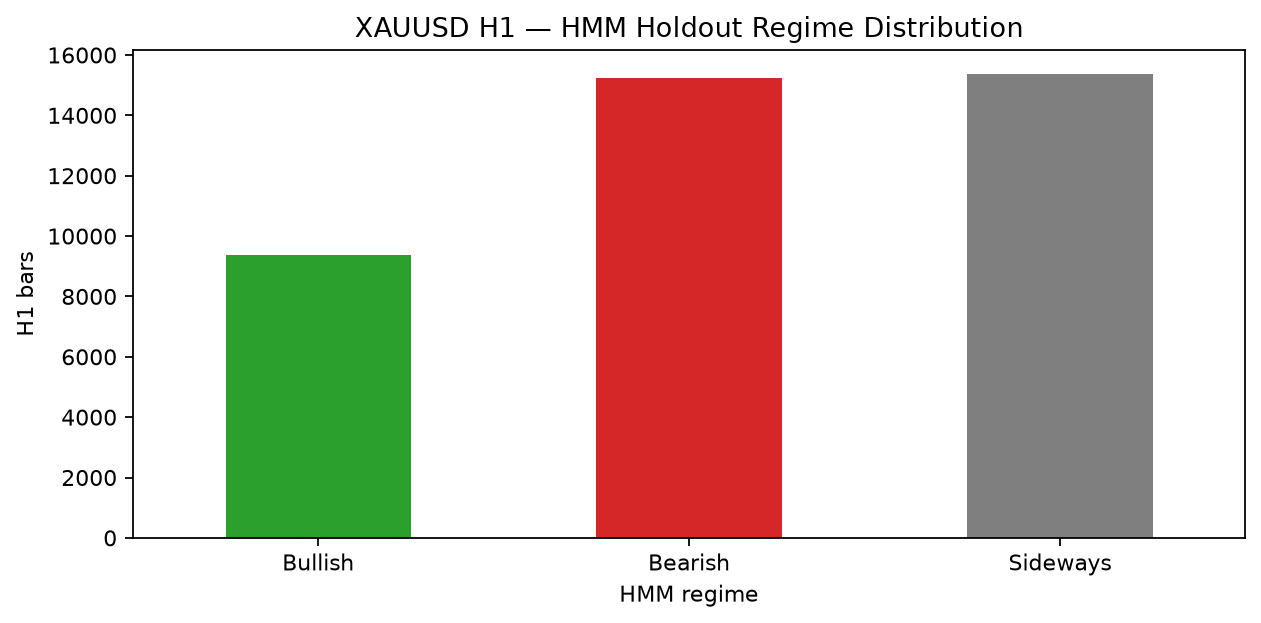 XAUUSD H1 — HMM Holdout Regime Distribution
16000
14000
12000
10000
8000
6000
4000
2000
0
H1 bars
Bullish
Bearish
Sideways
HMM regime